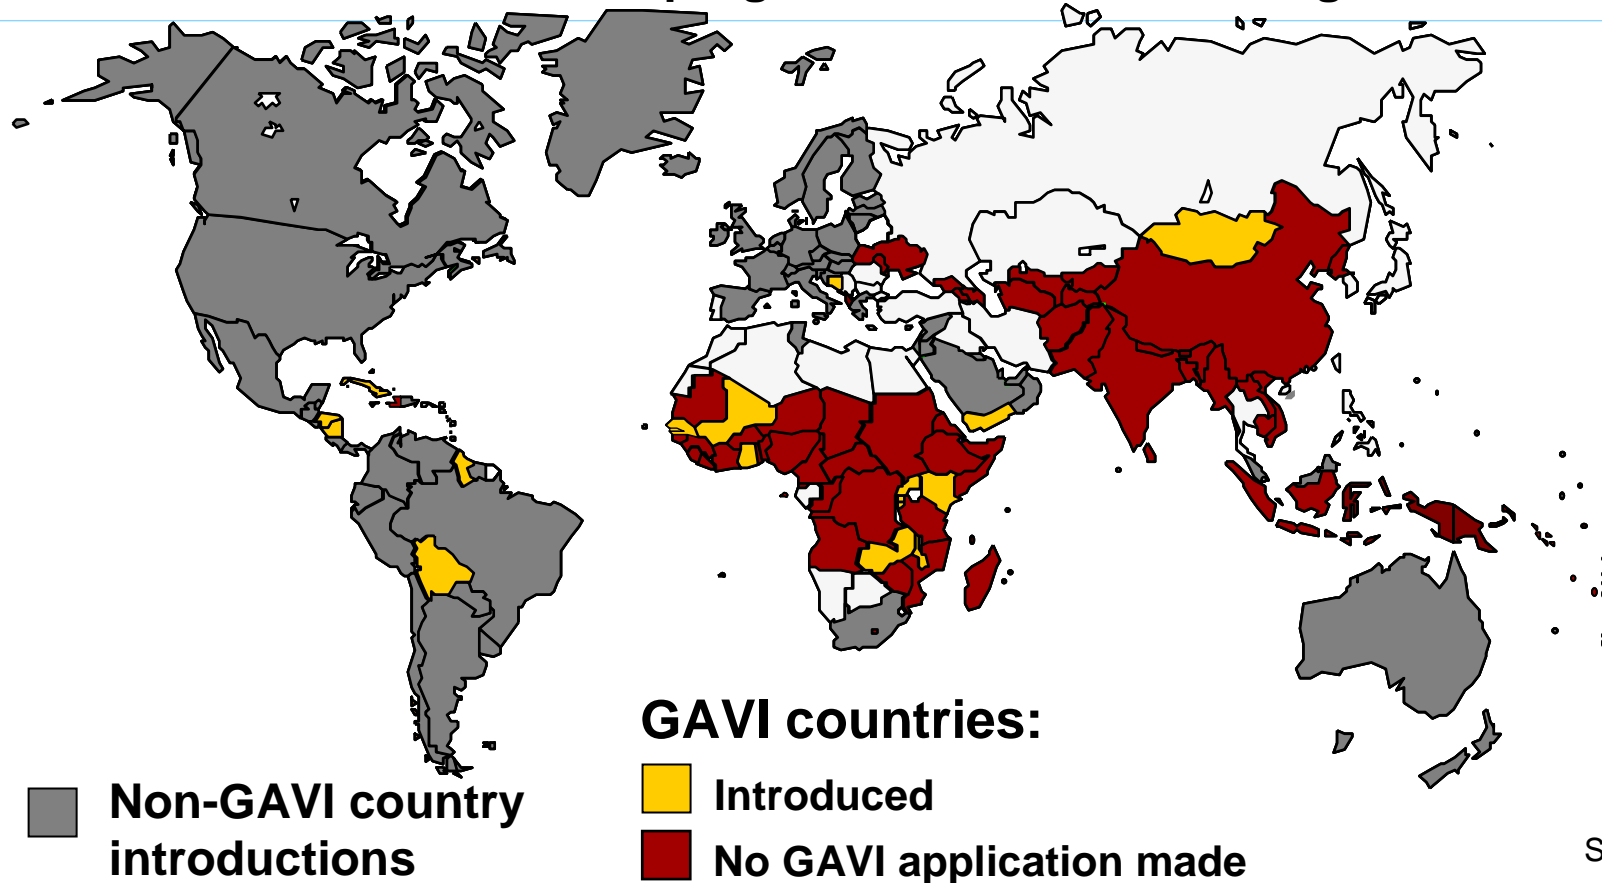 GAVI countries:
Non-GAVI country
introductions
Introduced
No GAVI application made